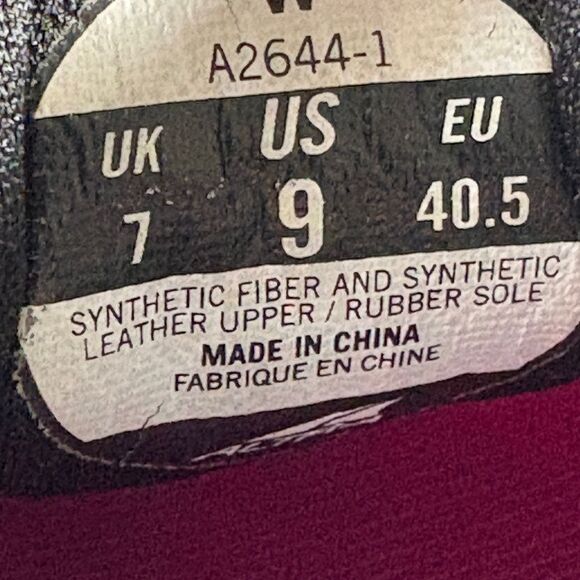 W
A2644-1
UK US EU
7 9 40.5
SYNTHETIC FIBER AND SYNTHETIC
LEATHER UPPER / RUBBER SOLE
MADE IN CHINA
FABRIQUE EN CHINE